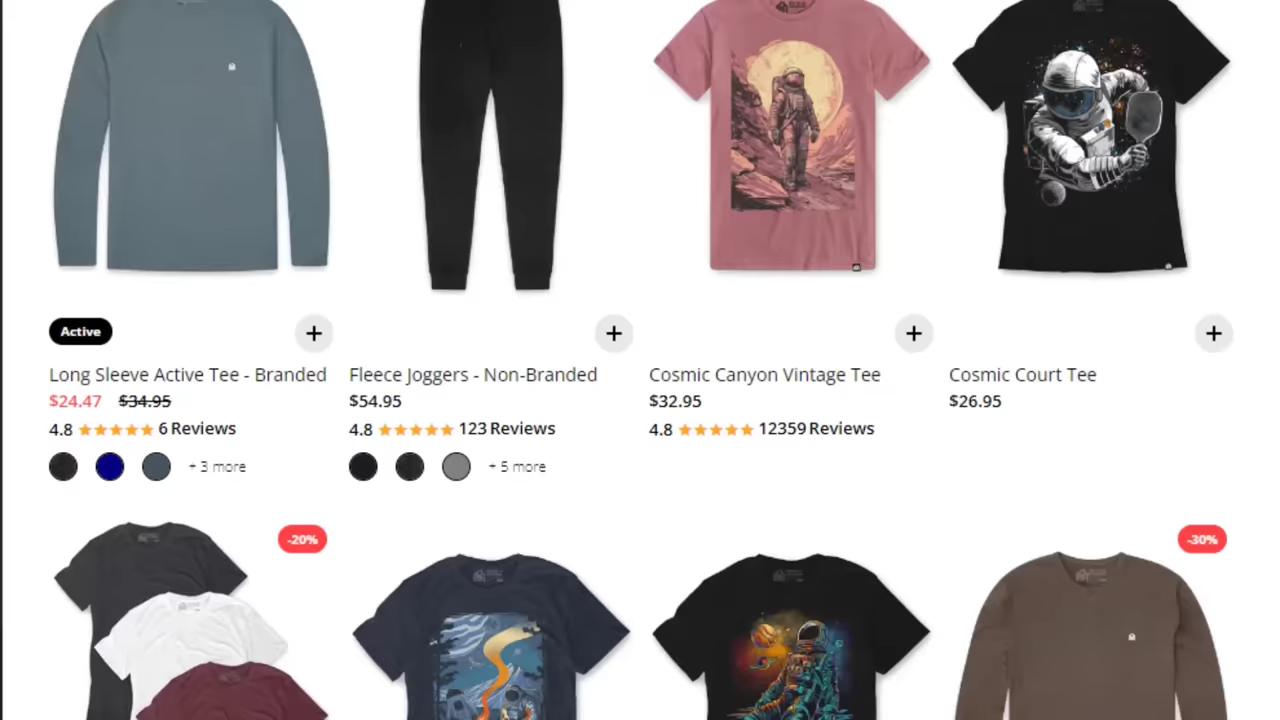 Active
Long Sleeve Active Tee - Branded
$24.47 $34.95
4.8 6 Reviews
+ 3 more
Fleece Joggers - Non-Branded
$54.95
4.8 123 Reviews
+ 5 more
Cosmic Canyon Vintage Tee
$32.95
4.8 12359 Reviews
Cosmic Court Tee
$26.95
-20%
-30%